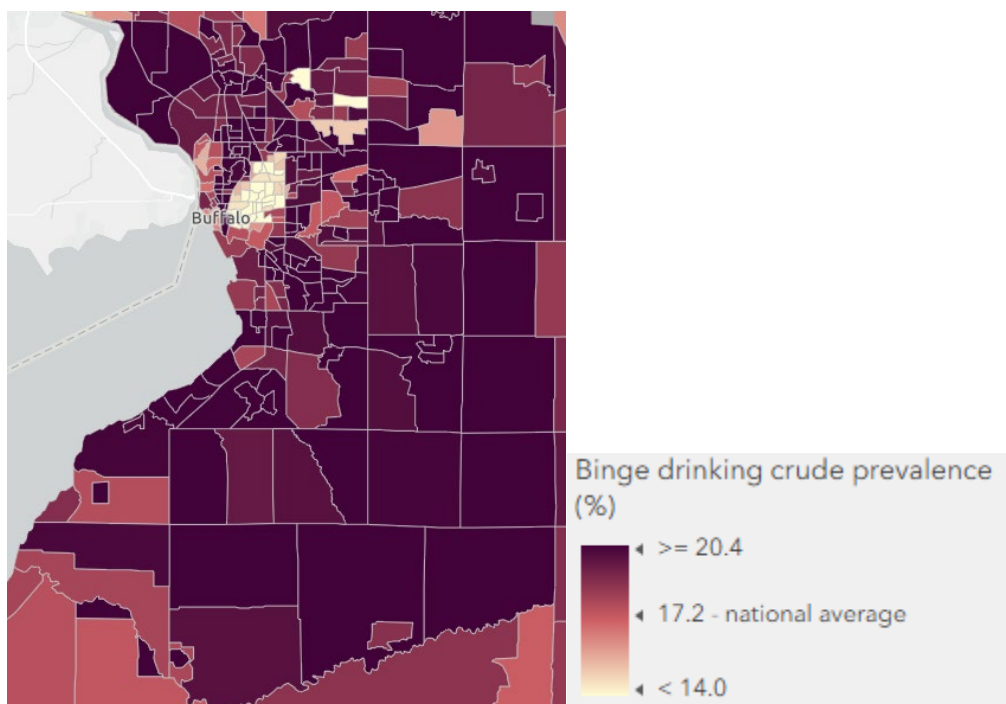 Buffalo
Binge drinking crude prevalence
(%)
>= 20.4
17.2 - national average
< 14.0